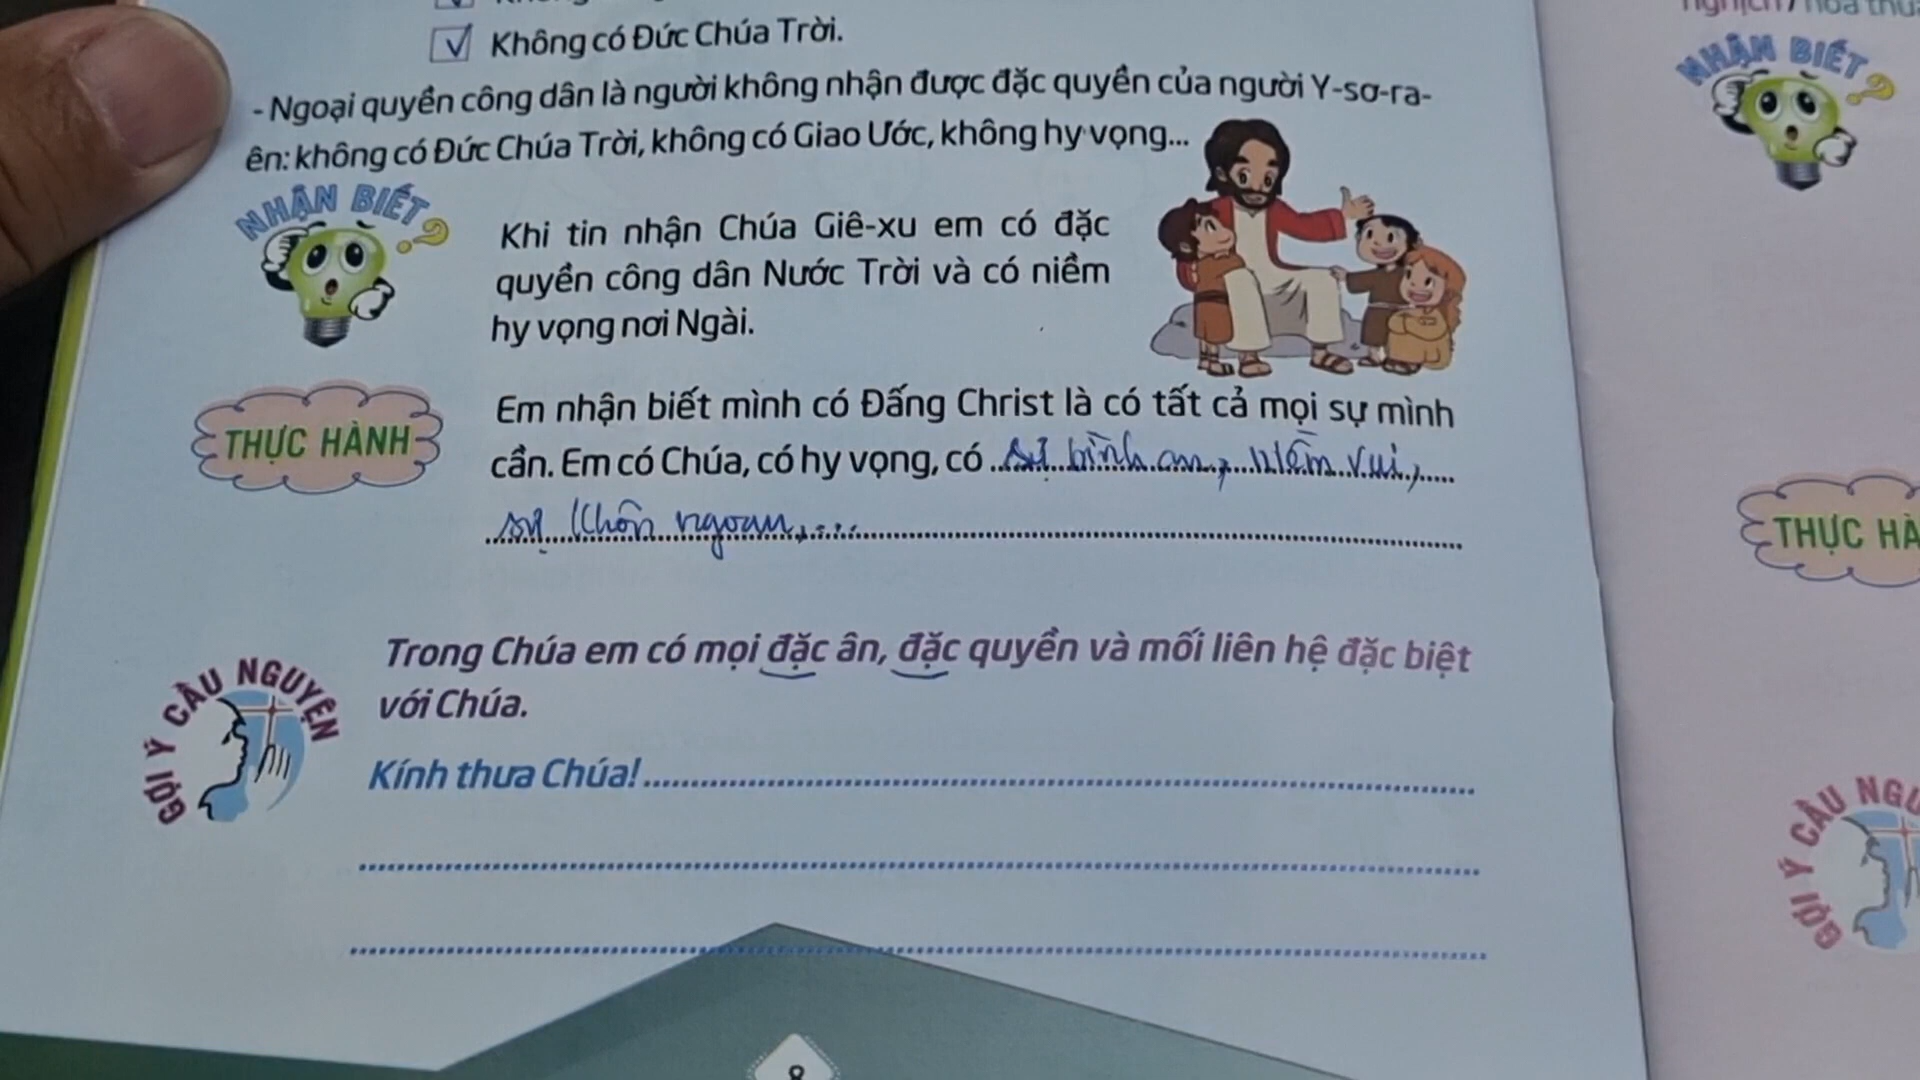 Không có Đức Chúa Trời.
- Ngoại quyền công dân là người không nhận được đặc quyền của người Y-sơ-ra-
ên: không có Đức Chúa Trời, không có Giao Ước, không hy vọng...
NHẬN BIẾT?
Khi tin nhận Chúa Giê-xu em có đặc
quyền công dân Nước Trời và có niềm
hy vọng nơi Ngài.
THỰC HÀNH
Em nhận biết mình có Đấng Christ là có tất cả mọi sự mình
cần. Em có Chúa, có hy vọng, có sự bình an, niềm vui,
sự khôn ngoan,....
GỢI Ý CẦU NGUYỆN
Trong Chúa em có mọi đặc ân, đặc quyền và mối liên hệ đặc biệt
với Chúa.
Kính thưa Chúa!
NHẬN BIẾT?
THỰC HÀ
GỢI Ý CẦU NGU